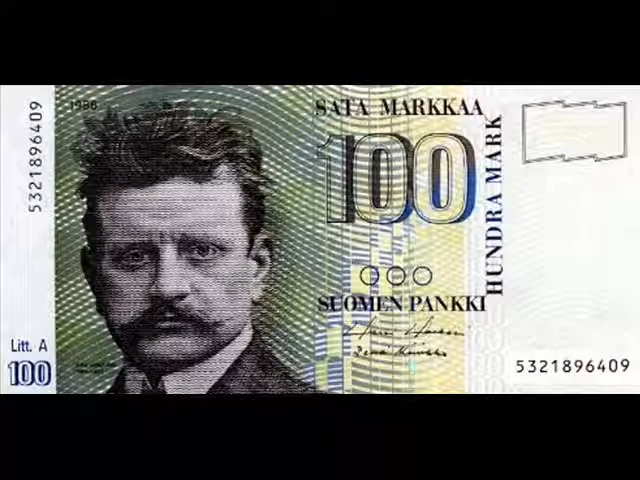 1986
SATA MARKKAA
5321896409
100
HUNDRA MARK
SUOMEN PANKKI
Litt. A
100
5321896409